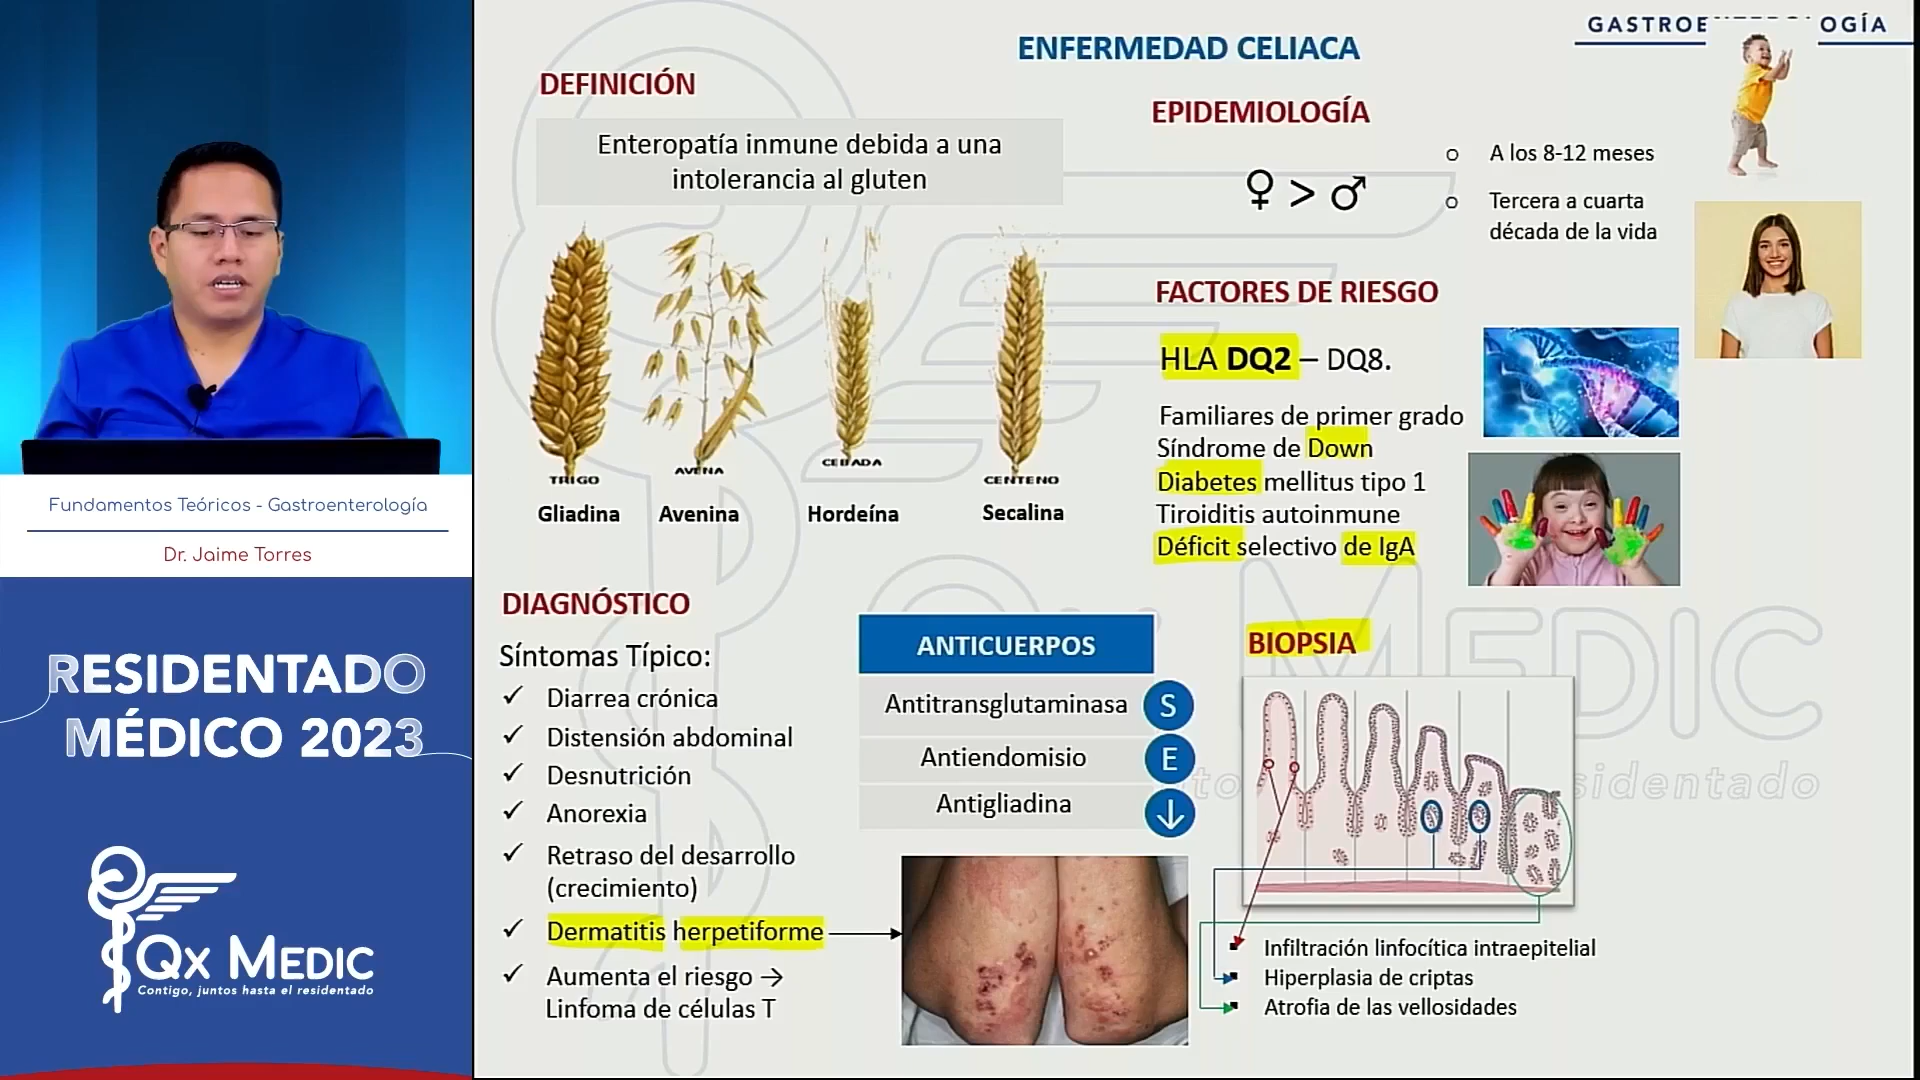 GASTROE OGÍA
ENFERMEDAD CELIACA
DEFINICIÓN
Enteropatía inmune debida a una
intolerancia al gluten
TRIGO
AVENA
CEBADA
CENTENO
Gliadina
Avenina
Hordeína
Secalina
EPIDEMIOLOGÍA
♀ > ♂
A los 8-12 meses
Tercera a cuarta
década de la vida
FACTORES DE RIESGO
HLA DQ2 – DQ8.
Familiares de primer grado
Síndrome de Down
Diabetes mellitus tipo 1
Tiroiditis autoinmune
Déficit selectivo de IgA
DIAGNÓSTICO
Síntomas Típico:
✓ Diarrea crónica
✓ Distensión abdominal
✓ Desnutrición
✓ Anorexia
✓ Retraso del desarrollo
(crecimiento)
✓ Dermatitis herpetiforme
✓ Aumenta el riesgo →
Linfoma de células T
ANTICUERPOS
Antitransglutaminasa S
Antiendomisio E
Antigliadina ↓
BIOPSIA
Infiltración linfocítica intraepitelial
Hiperplasia de criptas
Atrofia de las vellosidades
MEDIC
sidentado
Fundamentos Teóricos - Gastroenterología
Dr. Jaime Torres
RESIDENTADO
MÉDICO 2023
Qx MEDIC
Contigo, juntos hasta el residentado